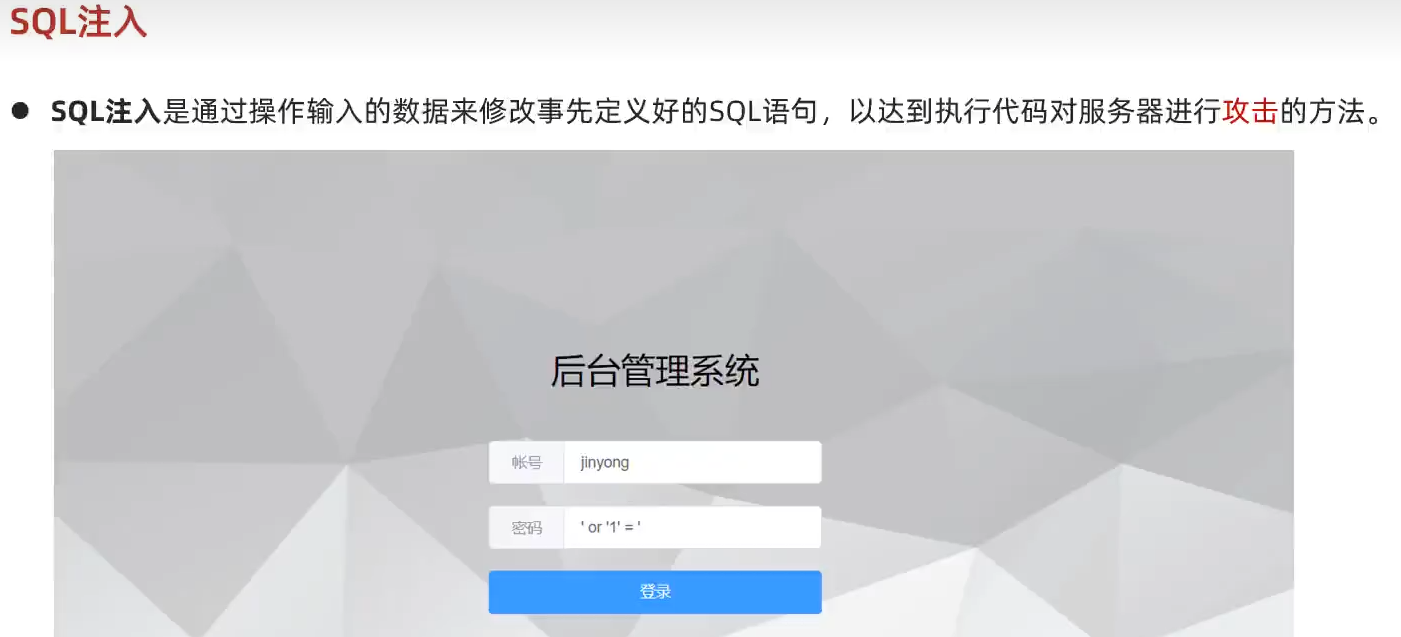 SQL注入
● SQL注入是通过操作输入的数据来修改事先定义好的SQL语句，以达到执行代码对服务器进行攻击的方法。
后台管理系统
帐号 jinyong
密码 ' or '1' = '
登录